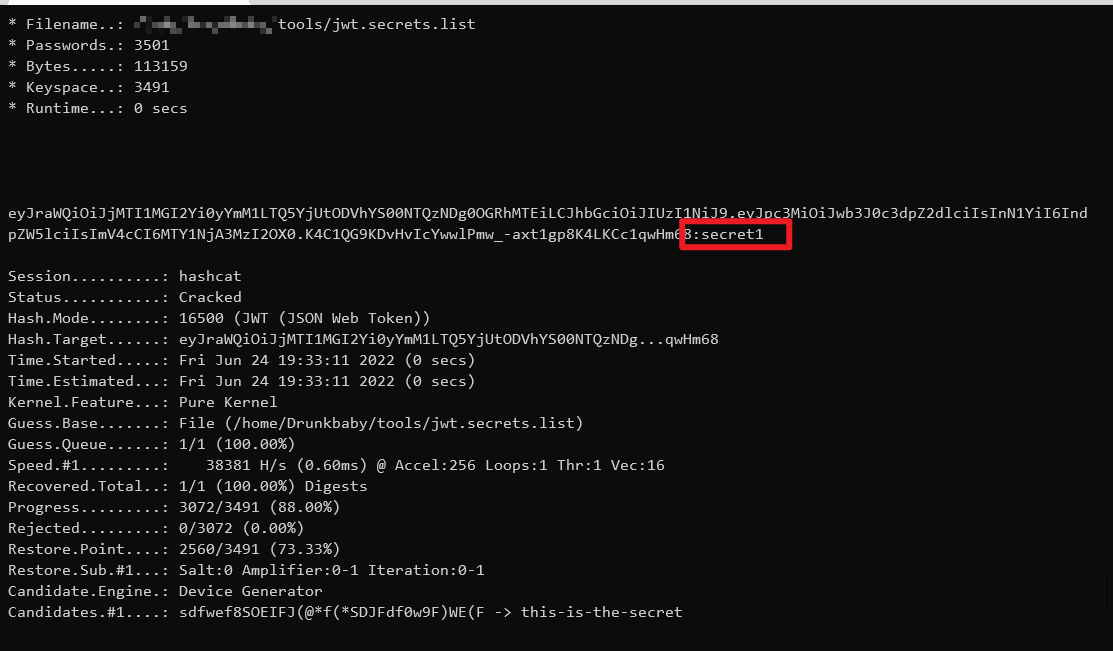 * Filename..: tools/jwt.secrets.list
* Passwords.: 3501
* Bytes.....: 113159
* Keyspace..: 3491
* Runtime...: 0 secs
eyJraWQiOiJjMTI1MGI2Yi0yYmM1LTQ5YjUtODVhYS00NTQzNDg0OGRhMTEiLCJhbGciOiJIUzI1NiJ9.eyJpc3MiOiJwb3J0c3dpZ2dlciIsInN1YiI6Ind
pZW5lciIsImV4cCI6MTY1NjA3MzI2OX0.K4C1QG9KDvHvIcYwwlPmw_-axt1gp8K4LKCc1qwHm68:secret1
Session..........: hashcat
Status...........: Cracked
Hash.Mode........: 16500 (JWT (JSON Web Token))
Hash.Target......: eyJraWQiOiJjMTI1MGI2Yi0yYmM1LTQ5YjUtODVhYS00NTQzNDg...qwHm68
Time.Started.....: Fri Jun 24 19:33:11 2022 (0 secs)
Time.Estimated...: Fri Jun 24 19:33:11 2022 (0 secs)
Kernel.Feature...: Pure Kernel
Guess.Base.......: File (/home/Drunkbaby/tools/jwt.secrets.list)
Guess.Queue......: 1/1 (100.00%)
Speed.#1.........:    38381 H/s (0.60ms) @ Accel:256 Loops:1 Thr:1 Vec:16
Recovered.Total..: 1/1 (100.00%) Digests
Progress.........: 3072/3491 (88.00%)
Rejected.........: 0/3072 (0.00%)
Restore.Point....: 2560/3491 (73.33%)
Restore.Sub.#1...: Salt:0 Amplifier:0-1 Iteration:0-1
Candidate.Engine.: Device Generator
Candidates.#1....: sdfwef8SOEIFJ(@*f(*SDJFdf0w9F)WE(F -> this-is-the-secret